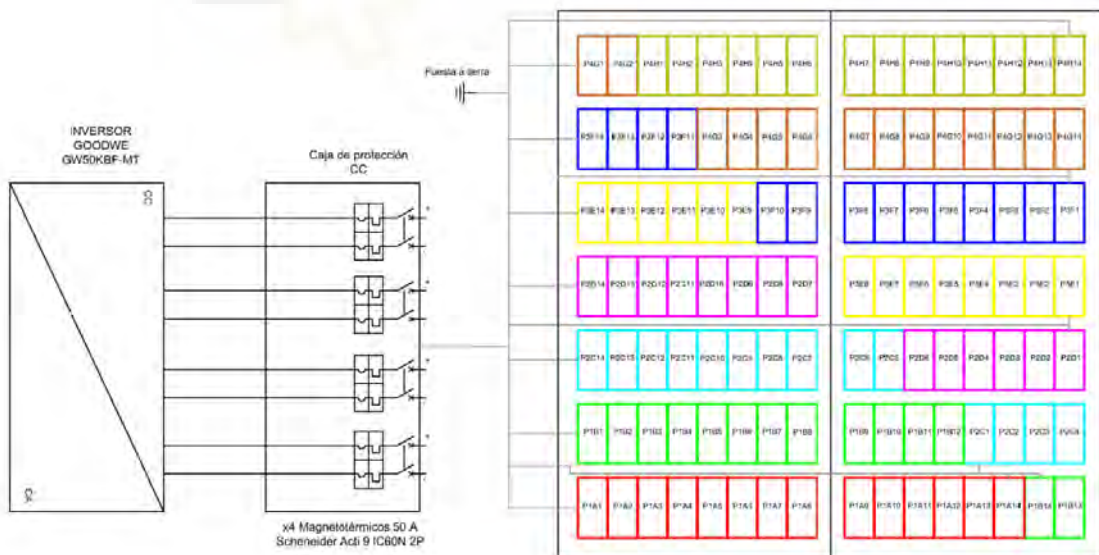 P4G1 P4G2 P4H1 P4H2 P4H3 P4H4 P4H5 P4H6 P4H7 P4H8 P4H9 P4H10 P4H11 P4H12 P4H13 P4H14
Puesta a tierra
INVERSOR
GOODWE
GW50KBF-MT
Caja de protección
CC
P3F14 P3F13 P3F12 P3F11 P4G3 P4G4 P4G5 P4G6 P4G7 P4G8 P4G9 P4G10 P4G11 P4G12 P4G13 P4G14
CC
P3E14 P3E13 P3E12 P3E11 P3E10 P3E9 P3F10 P3F9 P3F8 P3F7 P3F6 P3F5 P3F4 P3F3 P3F2 P3F1
P2D14 P2D13 P2D12 P2D11 P2D10 P2D9 P2D8 P2D7 P3E8 P3E7 P3E6 P3E5 P3E4 P3E3 P3E2 P3E1
P2C14 P2C13 P2C12 P2C11 P2C10 P2C9 P2C8 P2C7 P2C6 P2C5 P2D6 P2D5 P2D4 P2D3 P2D2 P2D1
P1B1 P1B2 P1B3 P1B4 P1B5 P1B6 P1B7 P1B8 P1B9 P1B10 P1B11 P1B12 P2C1 P2C2 P2C3 P2C4
CA
P1A1 P1A2 P1A3 P1A4 P1A5 P1A6 P1A7 P1A8 P1A9 P1A10 P1A11 P1A12 P1A13 P1A14 P1B14 P1B13
x4 Magnetotérmicos 50 A
Scheneider Acti 9 IC60N 2P